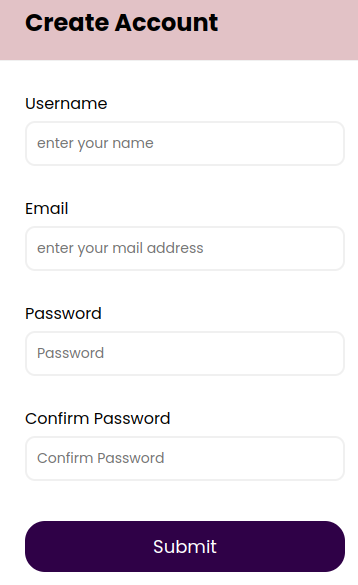 Create Account
Username
enter your name
Email
enter your mail address
Password
Password
Confirm Password
Confirm Password
Submit